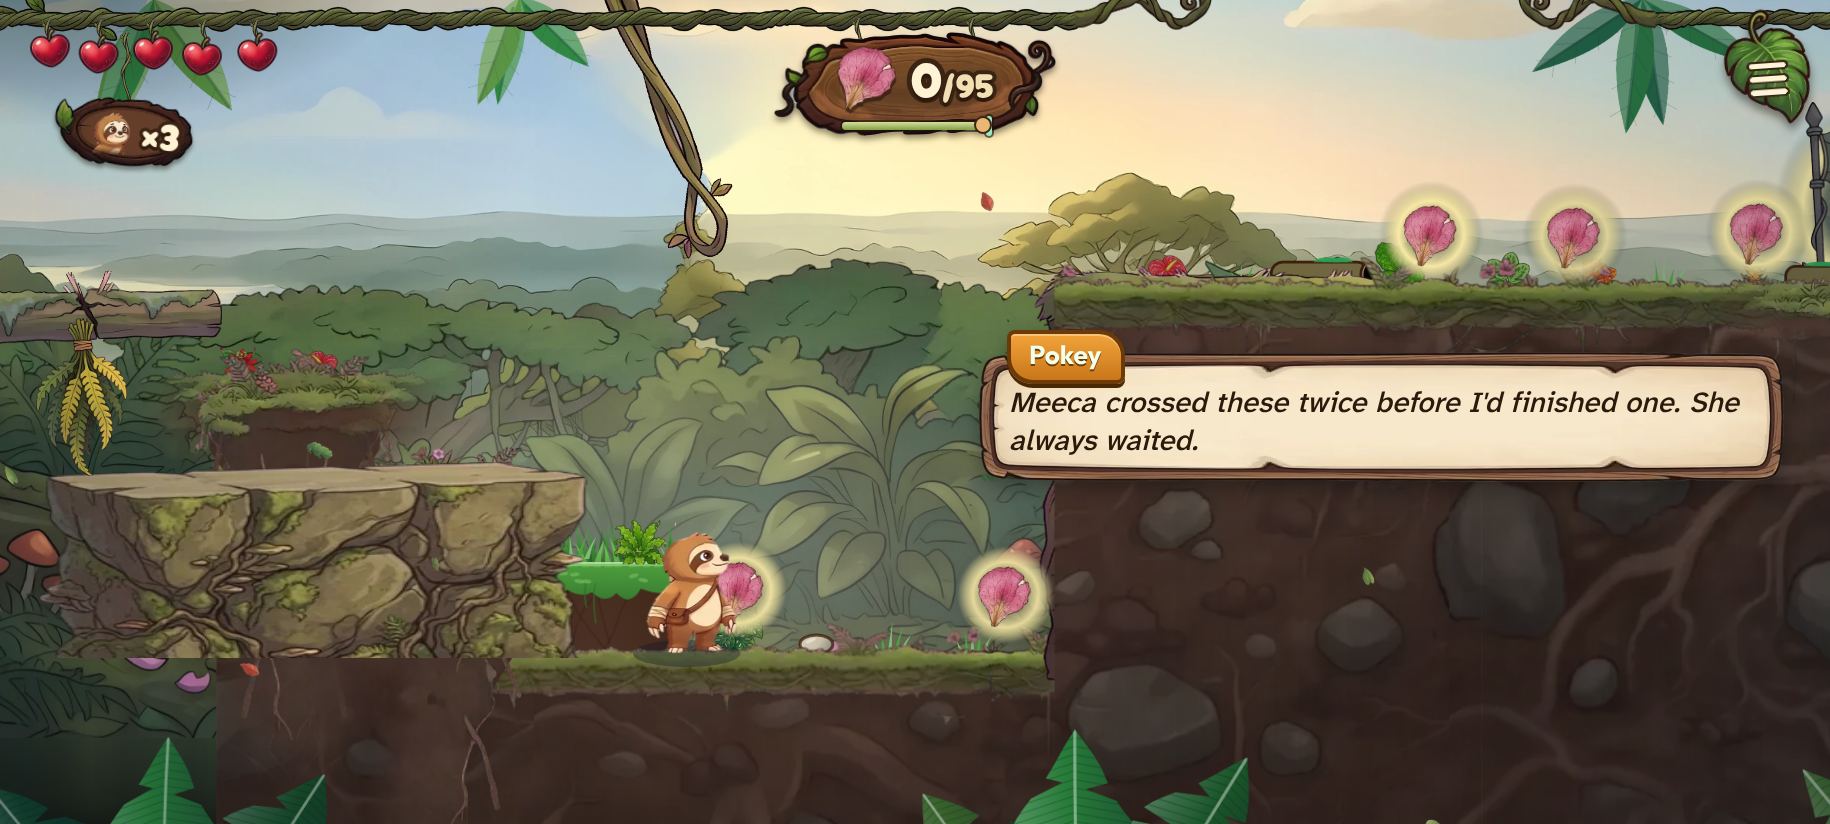 0/95
×3
Pokey
Meeca crossed these twice before I'd finished one. She
always waited.